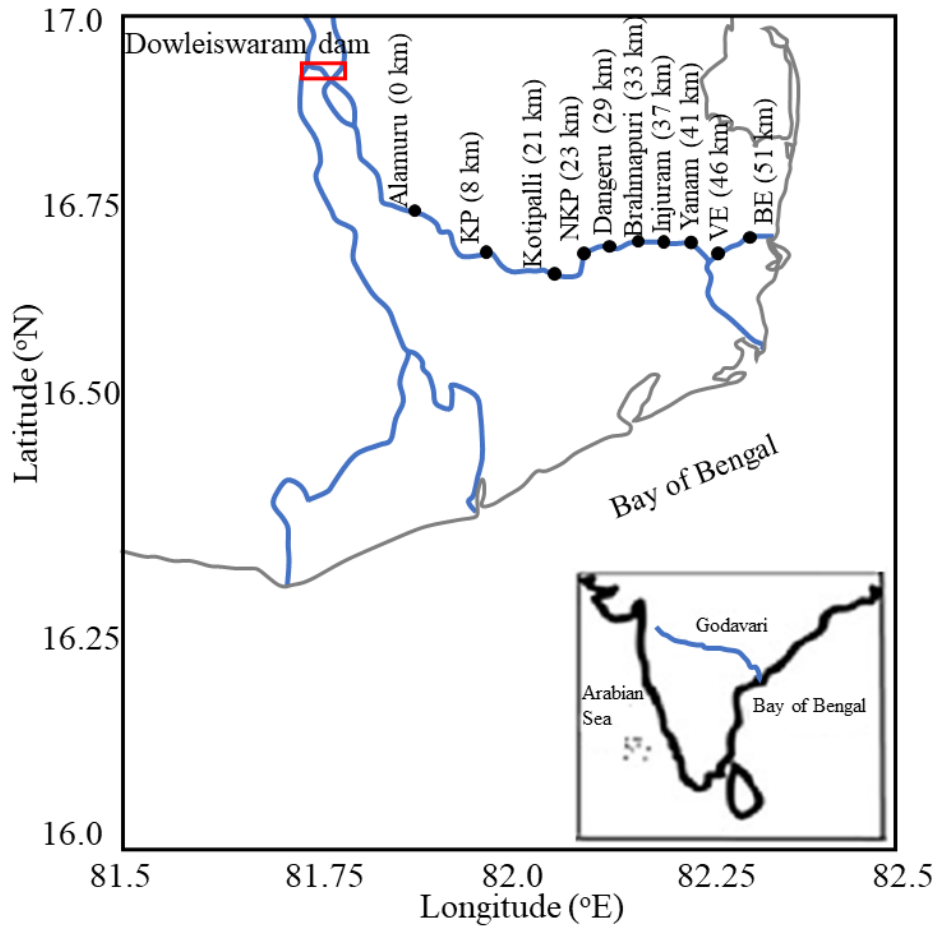 17.0
Dowleiswaram dam
Alamuru (0 km)
KP (8 km)
Kotipalli (21 km)
NKP (23 km)
Dangeru (29 km)
Brahmapuri (33 km)
Injuram (37 km)
Yanam (41 km)
VE (46 km)
BE (51 km)
16.75
16.50
16.25
16.0
Latitude (oN)
Bay of Bengal
Godavari
Arabian
Sea
Bay of Bengal
81.5
81.75
82.0
82.25
82.5
Longitude (oE)